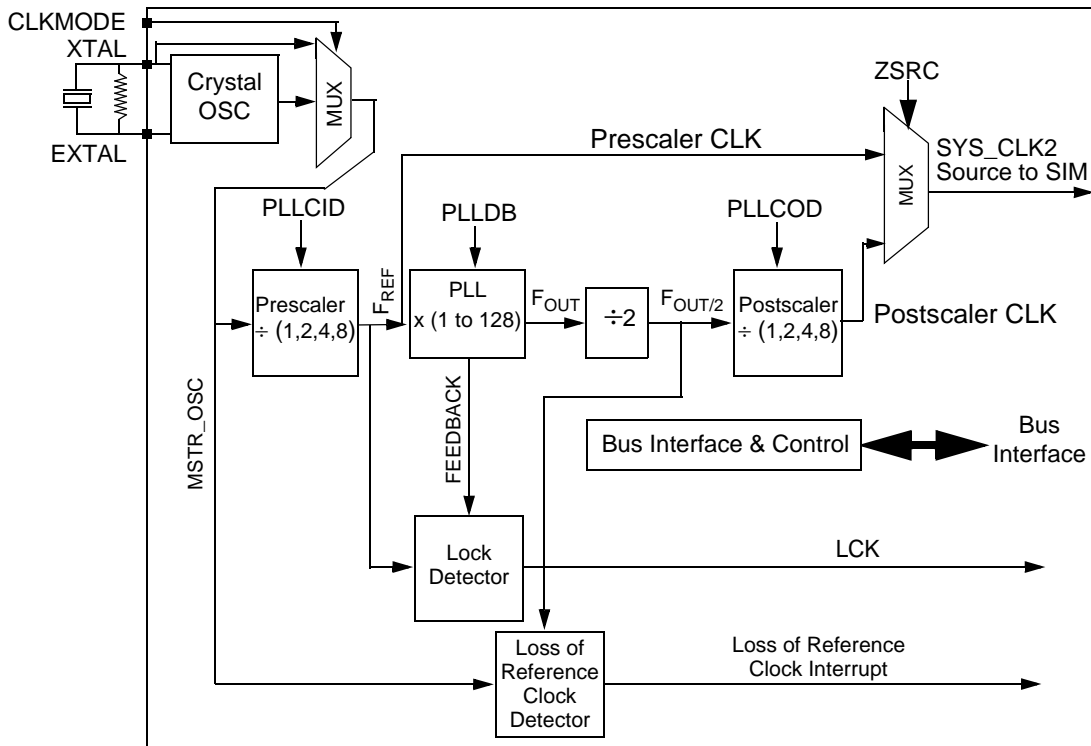 CLKMODE
XTAL
EXTAL
Crystal
OSC
MUX
ZSRC
Prescaler CLK
SYS_CLK2
Source to SIM
MUX
PLLCID
PLLDB
PLLCOD
Prescaler
÷ (1,2,4,8)
FREF
PLL
x (1 to 128)
FOUT
÷2
FOUT/2
Postscaler
÷ (1,2,4,8)
Postscaler CLK
MSTR_OSC
FEEDBACK
Bus Interface & Control
Bus
Interface
Lock
Detector
LCK
Loss of
Reference
Clock
Detector
Loss of Reference
Clock Interrupt